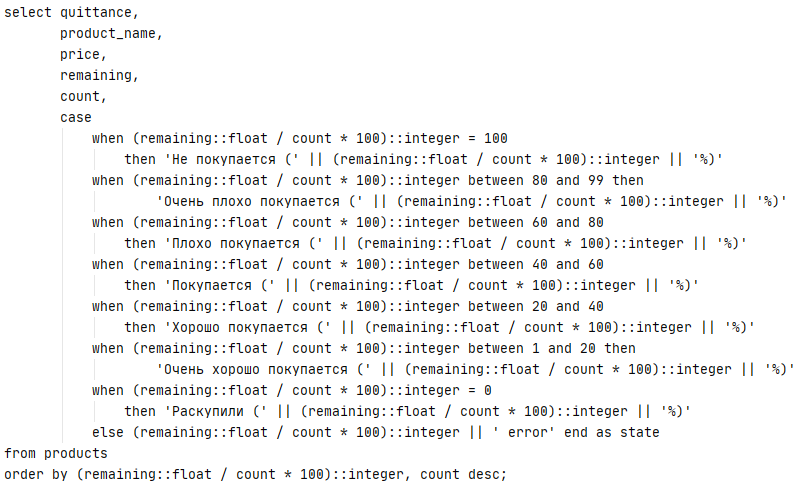 select quittance,
       product_name,
       price,
       remaining,
       count,
       case
           when (remaining::float / count * 100)::integer = 100
               then 'Не покупается (' || (remaining::float / count * 100)::integer || '%)'
           when (remaining::float / count * 100)::integer between 80 and 99 then
                   'Очень плохо покупается (' || (remaining::float / count * 100)::integer || '%)'
           when (remaining::float / count * 100)::integer between 60 and 80
               then 'Плохо покупается (' || (remaining::float / count * 100)::integer || '%)'
           when (remaining::float / count * 100)::integer between 40 and 60
               then 'Покупается (' || (remaining::float / count * 100)::integer || '%)'
           when (remaining::float / count * 100)::integer between 20 and 40
               then 'Хорошо покупается (' || (remaining::float / count * 100)::integer || '%)'
           when (remaining::float / count * 100)::integer between 1 and 20 then
                   'Очень хорошо покупается (' || (remaining::float / count * 100)::integer || '%)'
           when (remaining::float / count * 100)::integer = 0
               then 'Раскупили (' || (remaining::float / count * 100)::integer || '%)'
           else (remaining::float / count * 100)::integer || ' error' end as state
from products
order by (remaining::float / count * 100)::integer, count desc;